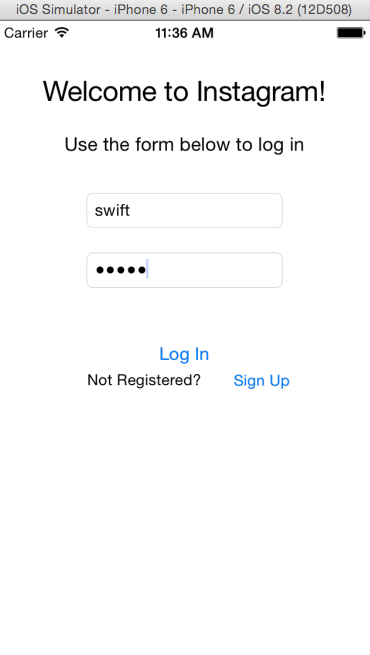 iOS Simulator - iPhone 6 - iPhone 6 / iOS 8.2 (12D508)
Carrier 11:36 AM
Welcome to Instagram!
Use the form below to log in
swift
•••••
Log In
Not Registered? Sign Up